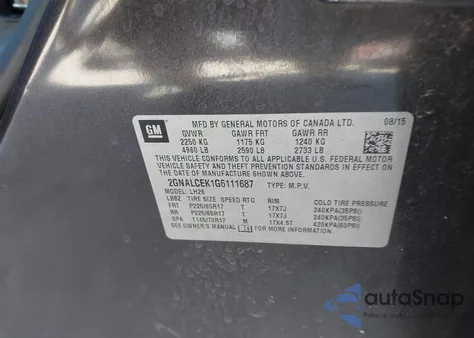 GM
MFD BY GENERAL MOTORS OF CANADA LTD. 08/15
GVWR GAWR FRT GAWR RR
2250 KG 1175 KG 1240 KG
4960 LB 2590 LB 2733 LB
THIS VEHICLE CONFORMS TO ALL APPLICABLE U.S. FEDERAL MOTOR
VEHICLE SAFETY AND THEFT PREVENTION STANDARDS IN EFFECT ON
THE DATE OF MANUFACTURE SHOWN ABOVE.
2GNALCEK1G6111687 TYPE: M.P.V.
MODEL: LH26
LBBZ TIRE SIZE SPEED RTG RIM COLD TIRE PRESSURE
FRT P225/65R17 T 17X7J 240KPA(35PSI)
RR P225/65R17 T 17X7J 240KPA(35PSI)
SPA T145/70R17 M 17X4.5T 420KPA(60PSI)
SEE OWNER'S MANUAL FOR MORE INFORMATION
autoSnap